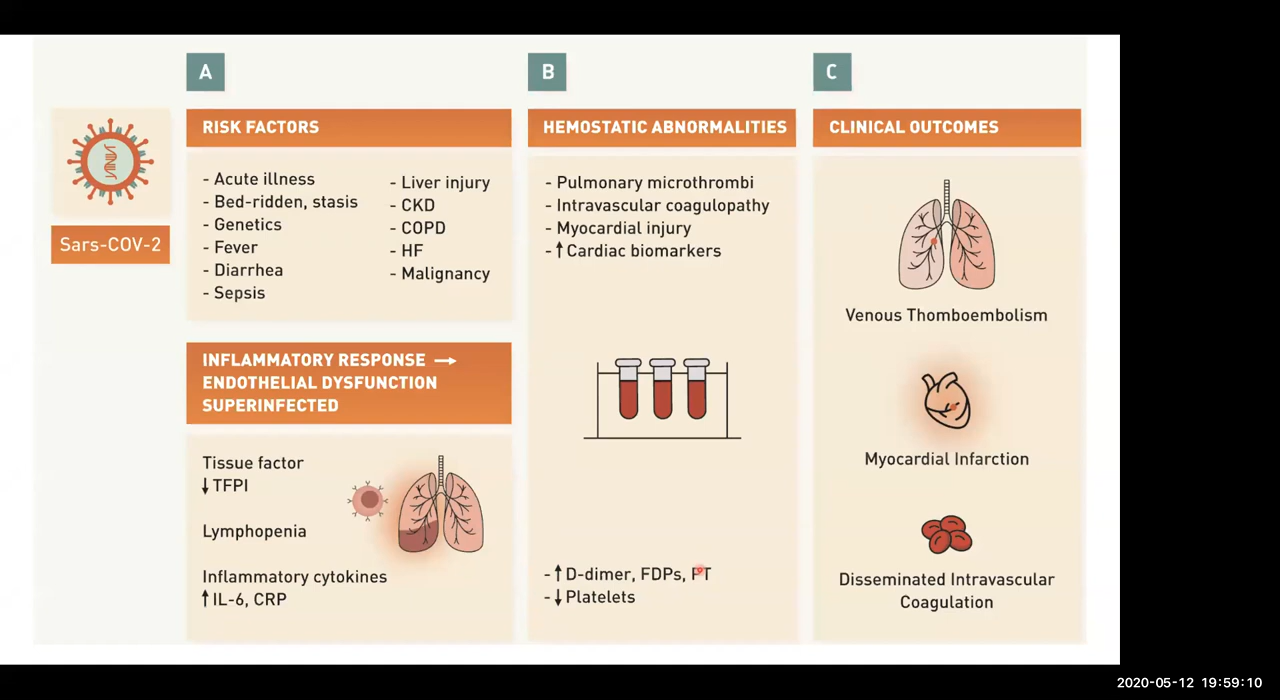 A
B
C
Sars-COV-2
RISK FACTORS
- Acute illness
- Bed-ridden, stasis
- Genetics
- Fever
- Diarrhea
- Sepsis
- Liver injury
- CKD
- COPD
- HF
- Malignancy
INFLAMMATORY RESPONSE →
ENDOTHELIAL DYSFUNCTION
SUPERINFECTED
Tissue factor
↓ TFPI
Lymphopenia
Inflammatory cytokines
↑ IL-6, CRP
HEMOSTATIC ABNORMALITIES
- Pulmonary microthrombi
- Intravascular coagulopathy
- Myocardial injury
- ↑ Cardiac biomarkers
- ↑ D-dimer, FDPs, PT
- ↓ Platelets
CLINICAL OUTCOMES
Venous Thomboembolism
Myocardial Infarction
Disseminated Intravascular
Coagulation
2020-05-12 19:59:10